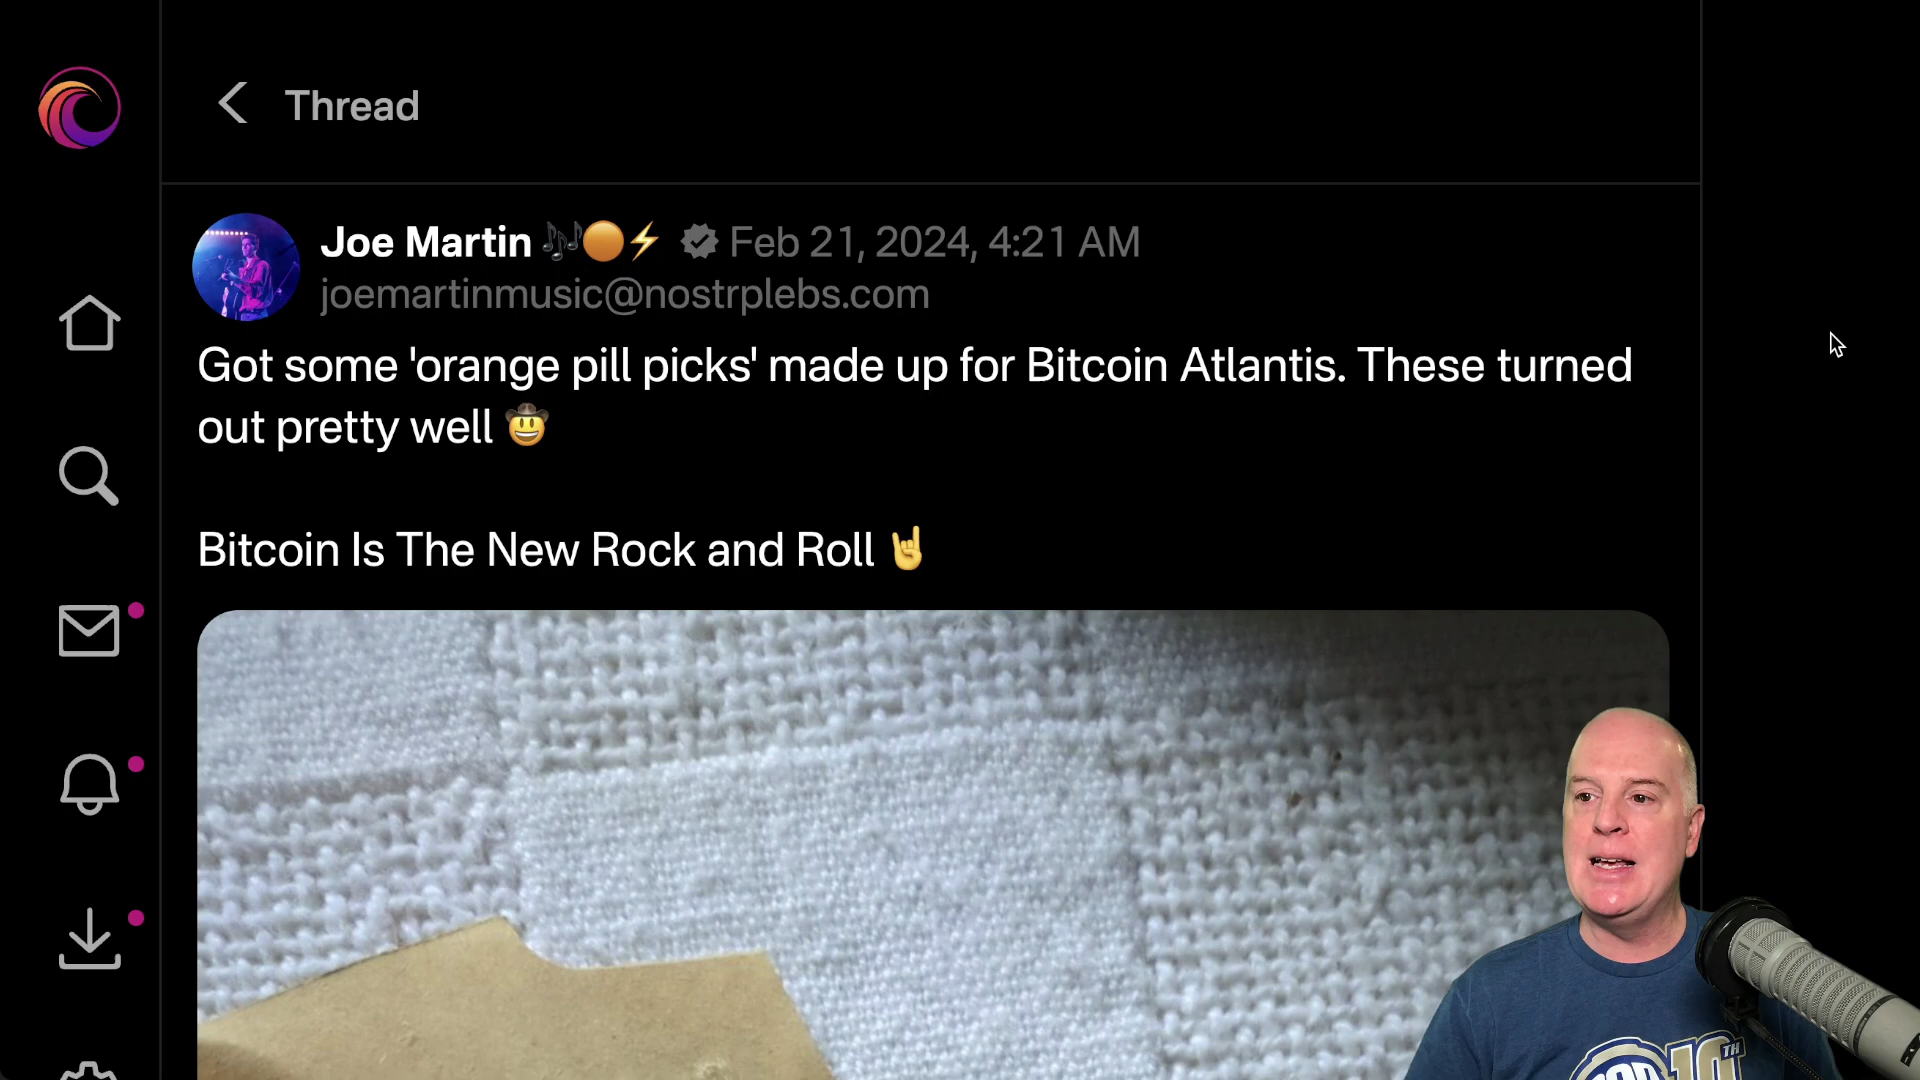 Thread
Joe Martin 🎶🟠⚡ Feb 21, 2024, 4:21 AM
joemartinmusic@nostrplebs.com
Got some 'orange pill picks' made up for Bitcoin Atlantis. These turned
out pretty well 🤠
Bitcoin Is The New Rock and Roll 🤘
10TH